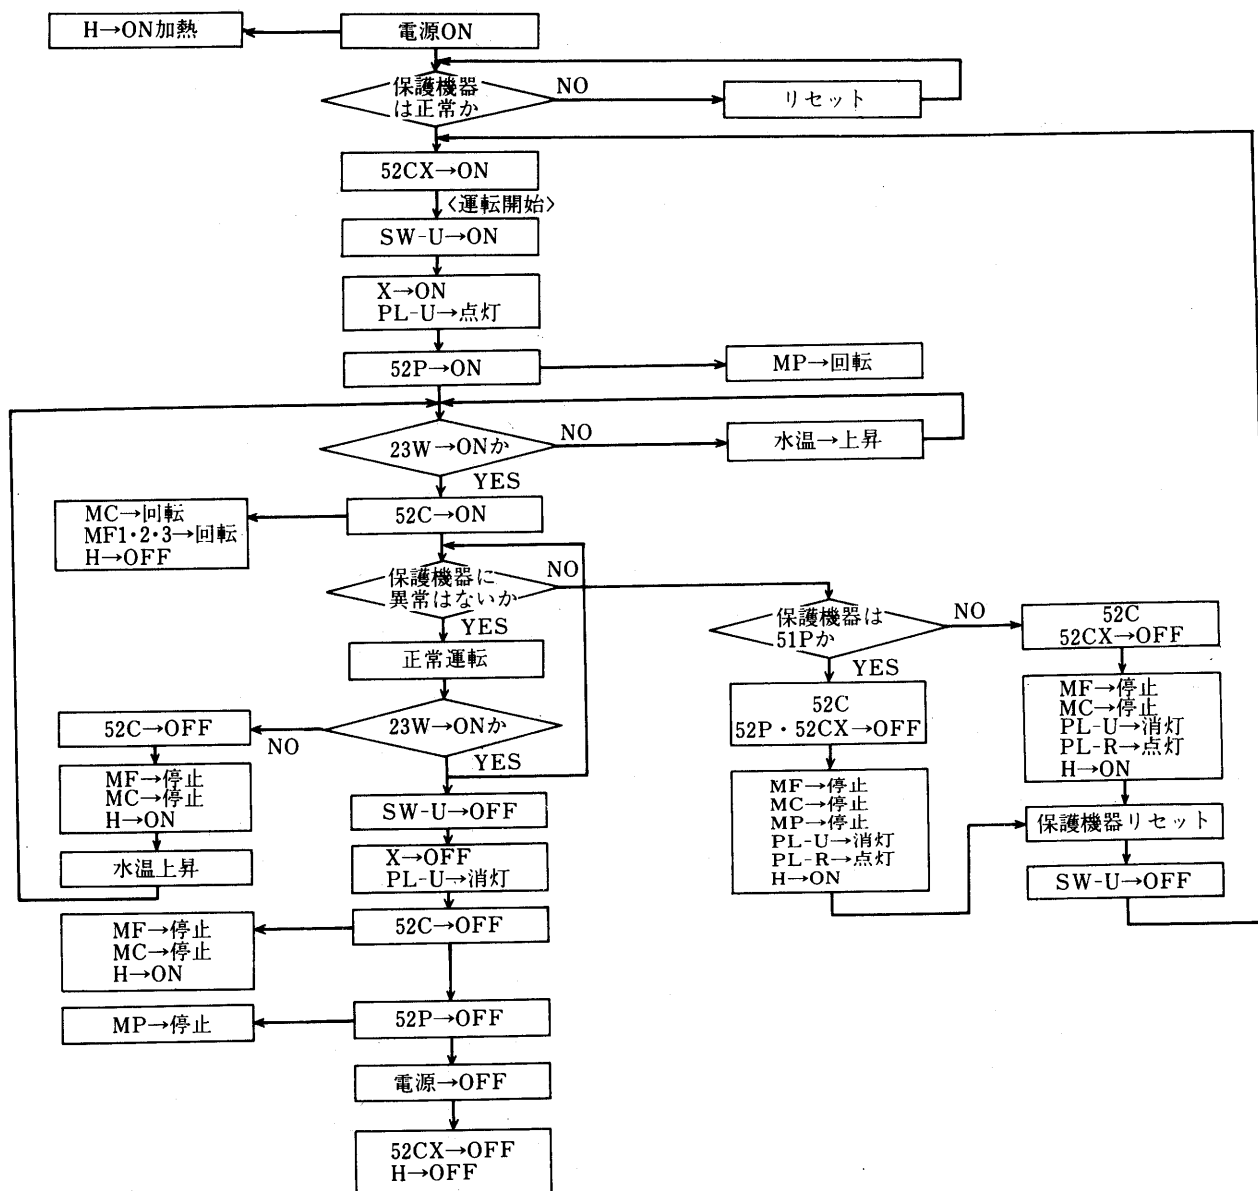 H→ON加熱
電源ON
保護機器
は正常か
NO
リセット
52CX→ON
〈運転開始〉
SW-U→ON
X→ON
PL-U→点灯
52P→ON
MP→回転
23W→ONか
NO
水温→上昇
YES
52C→ON
MC→回転
MF1・2・3→回転
H→OFF
保護機器に
異常はないか
NO
YES
正常運転
23W→ONか
NO
YES
52C→OFF
MF→停止
MC→停止
H→ON
水温上昇
保護機器は
51Pか
NO
YES
52C
52P・52CX→OFF
MF→停止
MC→停止
MP→停止
PL-U→消灯
PL-R→点灯
H→ON
52C
52CX→OFF
MF→停止
MC→停止
PL-U→消灯
PL-R→点灯
H→ON
保護機器リセット
SW-U→OFF
SW-U→OFF
X→OFF
PL-U→消灯
52C→OFF
MF→停止
MC→停止
H→ON
52P→OFF
MP→停止
電源→OFF
52CX→OFF
H→OFF